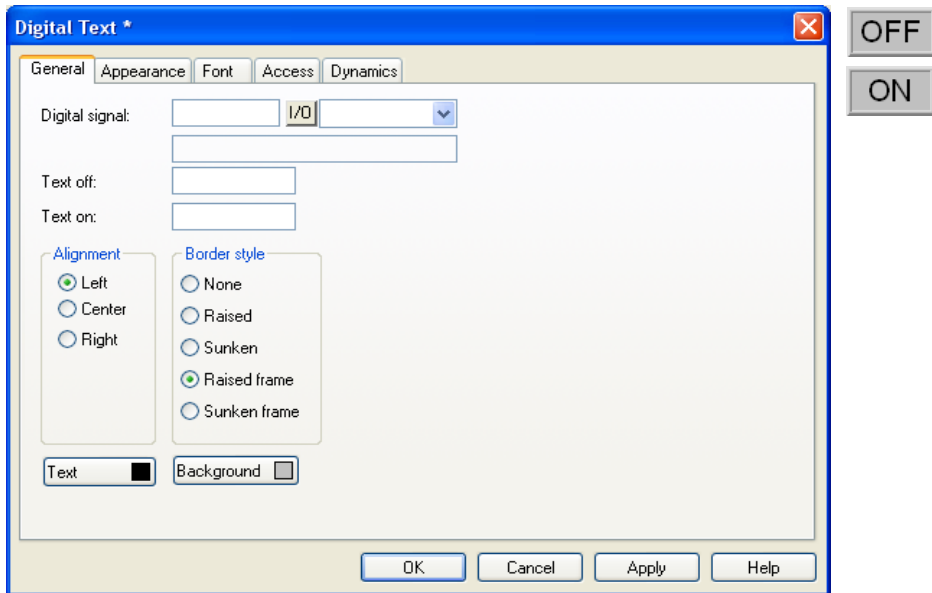 Digital Text *
OFF
ON
General Appearance Font Access Dynamics
Digital signal: I/O
Text off:
Text on:
Alignment
Left
Center
Right
Border style
None
Raised
Sunken
Raised frame
Sunken frame
Text Background
OK Cancel Apply Help